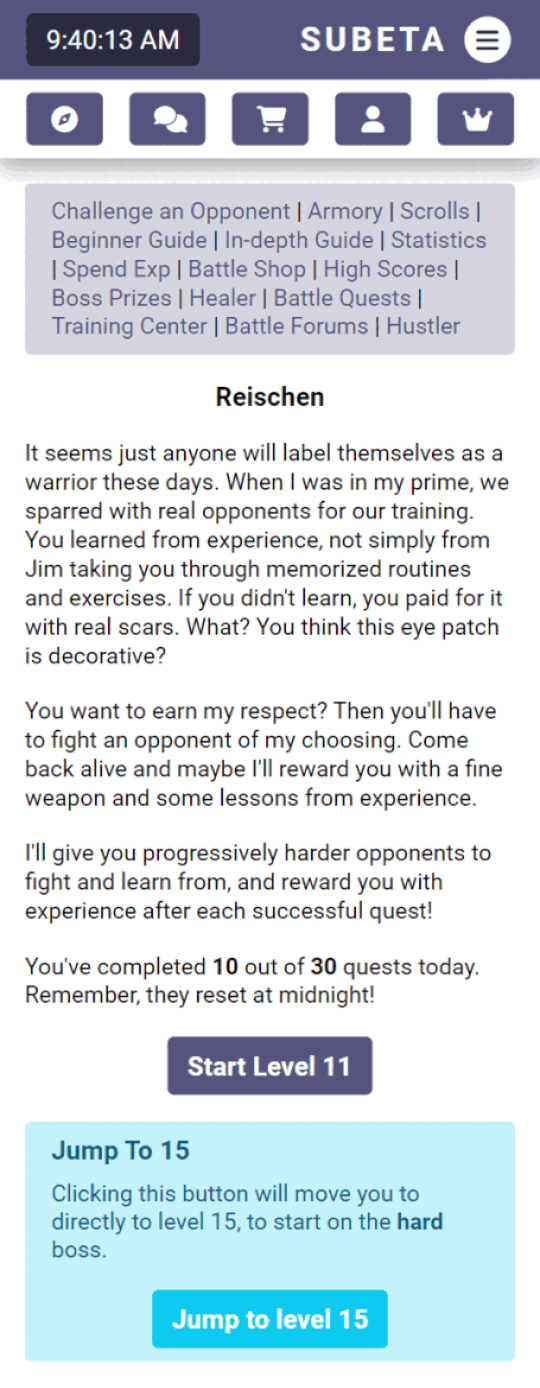 9:40:13 AM
SUBETA
Challenge an Opponent | Armory | Scrolls |
Beginner Guide | In-depth Guide | Statistics
| Spend Exp | Battle Shop | High Scores |
Boss Prizes | Healer | Battle Quests |
Training Center | Battle Forums | Hustler
Reischen
It seems just anyone will label themselves as a
warrior these days. When I was in my prime, we
sparred with real opponents for our training.
You learned from experience, not simply from
Jim taking you through memorized routines
and exercises. If you didn't learn, you paid for it
with real scars. What? You think this eye patch
is decorative?
You want to earn my respect? Then you'll have
to fight an opponent of my choosing. Come
back alive and maybe I'll reward you with a fine
weapon and some lessons from experience.
I'll give you progressively harder opponents to
fight and learn from, and reward you with
experience after each successful quest!
You've completed 10 out of 30 quests today.
Remember, they reset at midnight!
Start Level 11
Jump To 15
Clicking this button will move you to
directly to level 15, to start on the hard
boss.
Jump to level 15